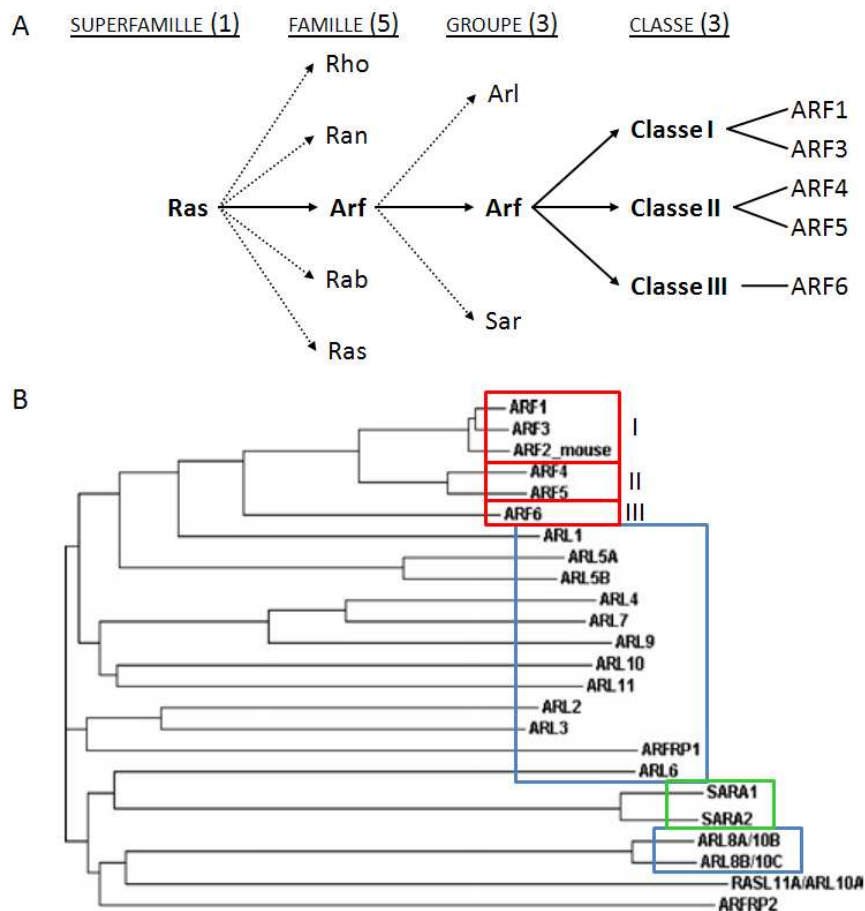 A
SUPERFAMILLE (1) FAMILLE (5) GROUPE (3) CLASSE (3)
Rho
Ran
Ras
Arf
Rab
Ras
Arl
Arf
Sar
Classe I
Classe II
Classe III
ARF1
ARF3
ARF4
ARF5
ARF6
B
ARF1
ARF3
ARF2_mouse
I
ARF4
ARF5
II
ARF6
III
ARL1
ARL5A
ARL5B
ARL4
ARL7
ARL9
ARL10
ARL11
ARL2
ARL3
ARFRP1
ARL6
SARA1
SARA2
ARL8A/10B
ARL8B/10C
RASL11A/ARL10A
ARFRP2